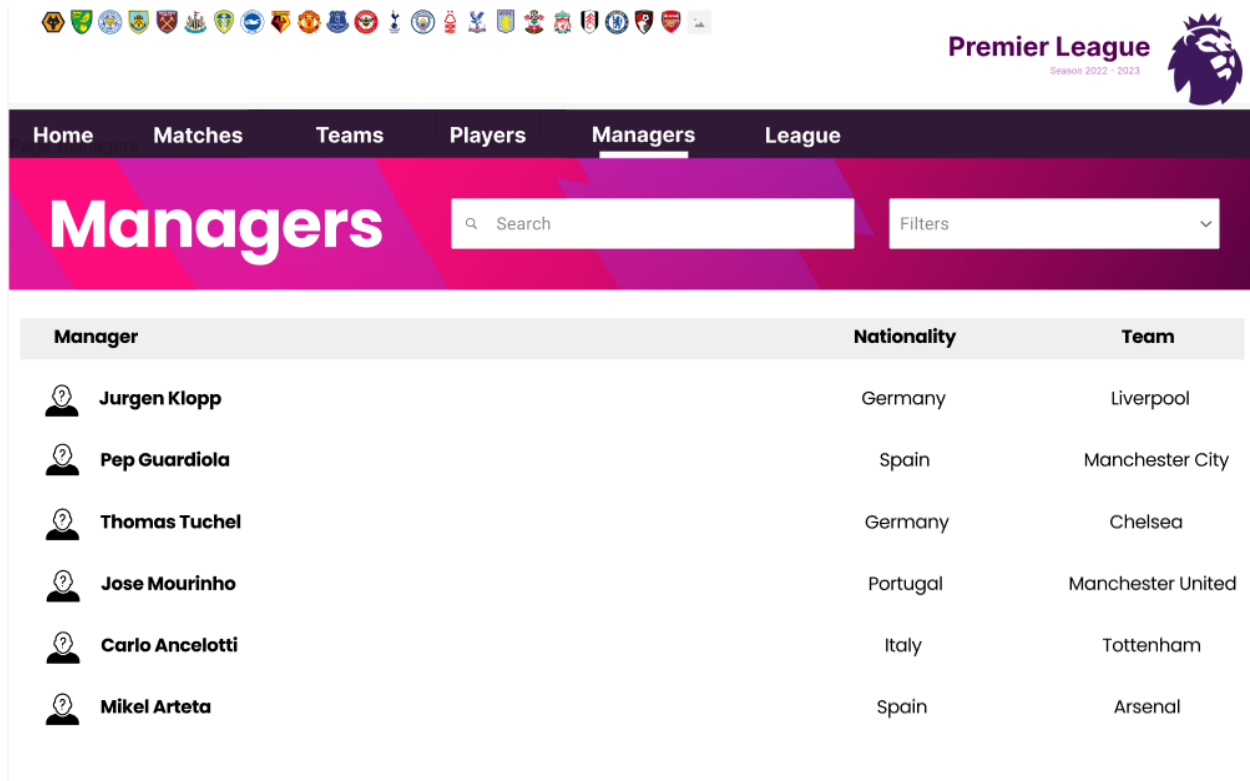 Premier League
Season 2022 - 2023
Home Matches Teams Players Managers League
Managers Search Filters
Manager Nationality Team
Jurgen Klopp Germany Liverpool
Pep Guardiola Spain Manchester City
Thomas Tuchel Germany Chelsea
Jose Mourinho Portugal Manchester United
Carlo Ancelotti Italy Tottenham
Mikel Arteta Spain Arsenal